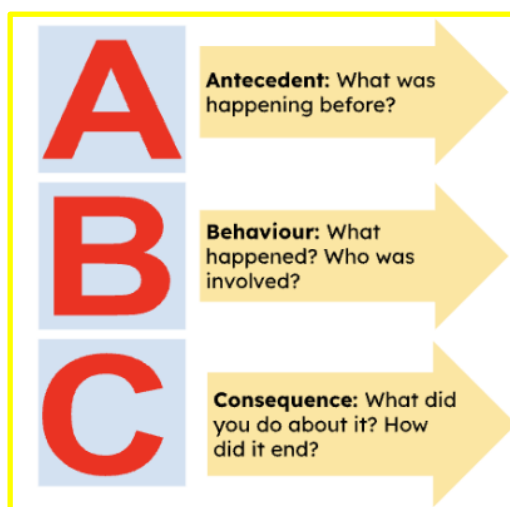 A
Antecedent: What was
happening before?
B
Behaviour: What
happened? Who was
involved?
C
Consequence: What did
you do about it? How
did it end?